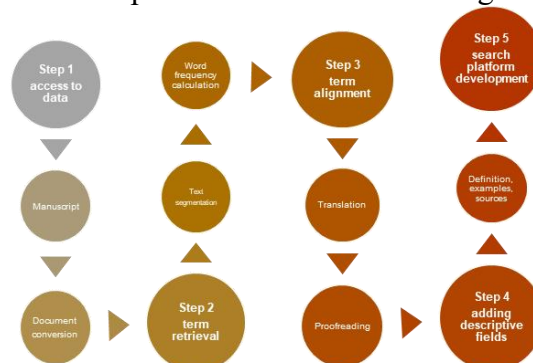 Step 1
access to
data
Manuscript
Document
conversion
Step 2
term
retrieval
Text
segmentation
Word
frequency
calculation
Step 3
term
alignment
Translation
Proofreading
Step 4
adding
descriptive
fields
Definition,
examples,
sources
Step 5
search
platform
development